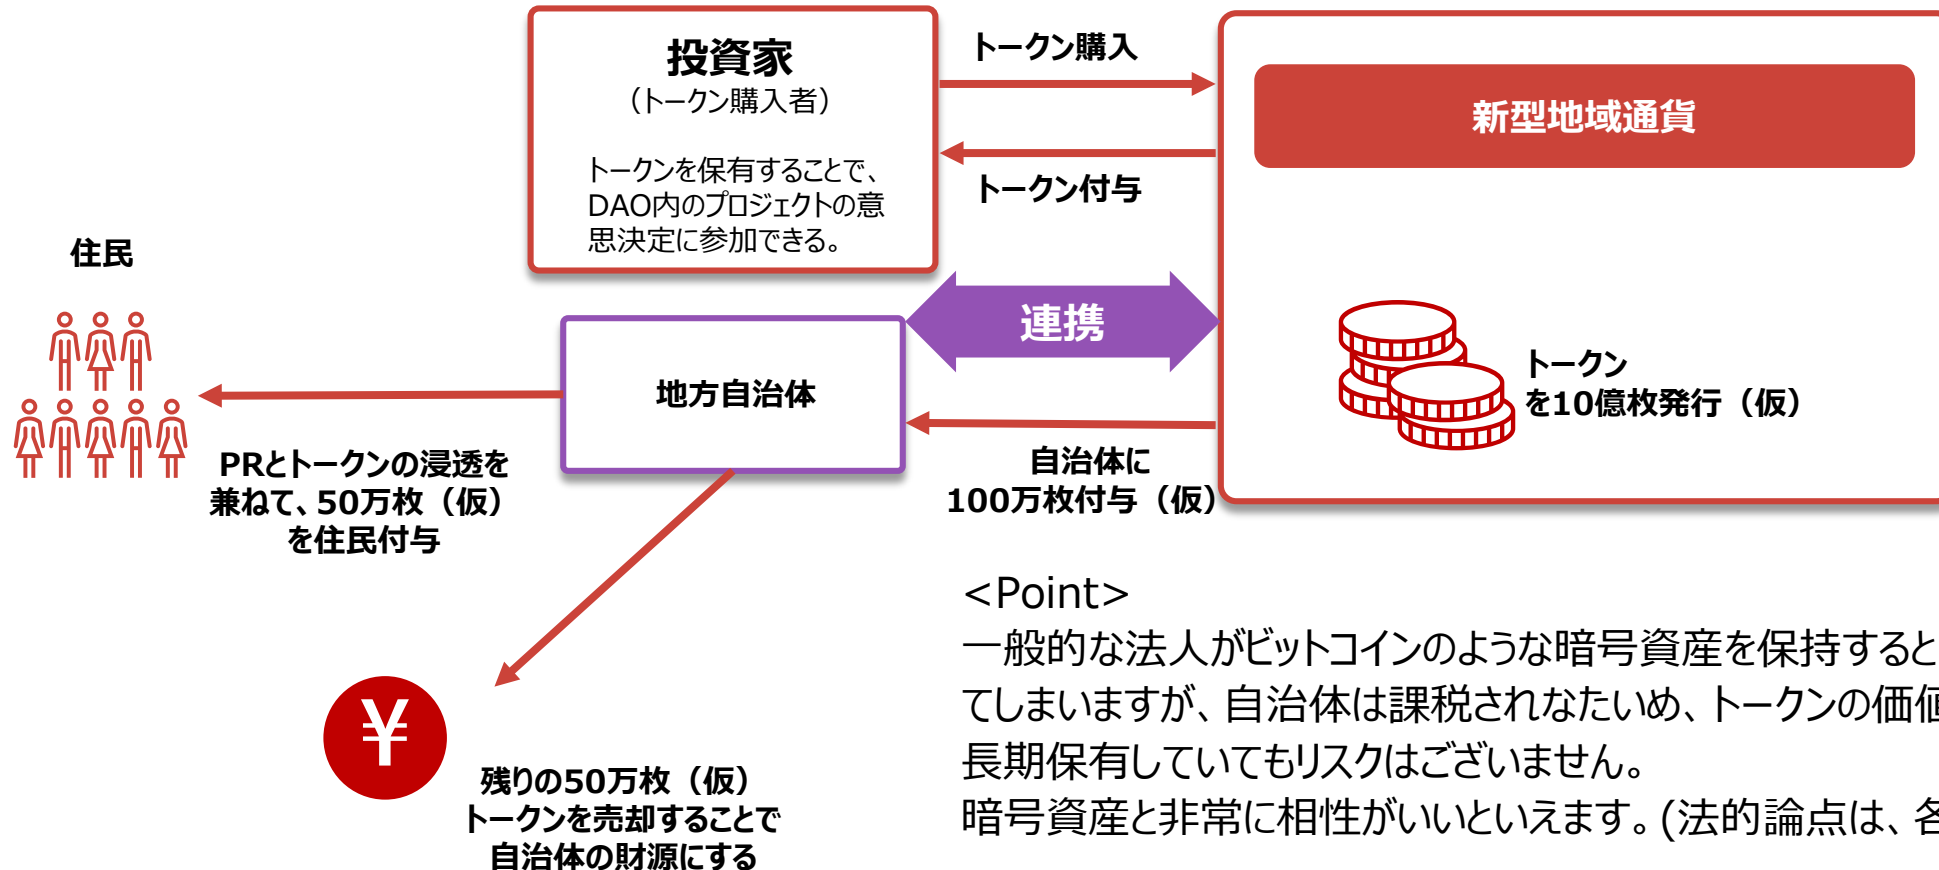 投資家
（トークン購入者）
トークンを保有することで、
DAO内のプロジェクトの意
思決定に参加できる。
トークン購入
トークン付与
新型地域通貨
住民
連携
地方自治体
トークン
を10億枚発行（仮）
PRとトークンの浸透を
兼ねて、50万枚（仮）
を住民付与
自治体に
100万枚付与（仮）
¥
残りの50万枚（仮）
トークンを売却することで
自治体の財源にする
<Point>
一般的な法人がビットコインのような暗号資産を保持すると
てしまいますが、自治体は課税されなたいめ、トークンの価値
長期保有していてもリスクはございません。
暗号資産と非常に相性がいいといえます。(法的論点は、各